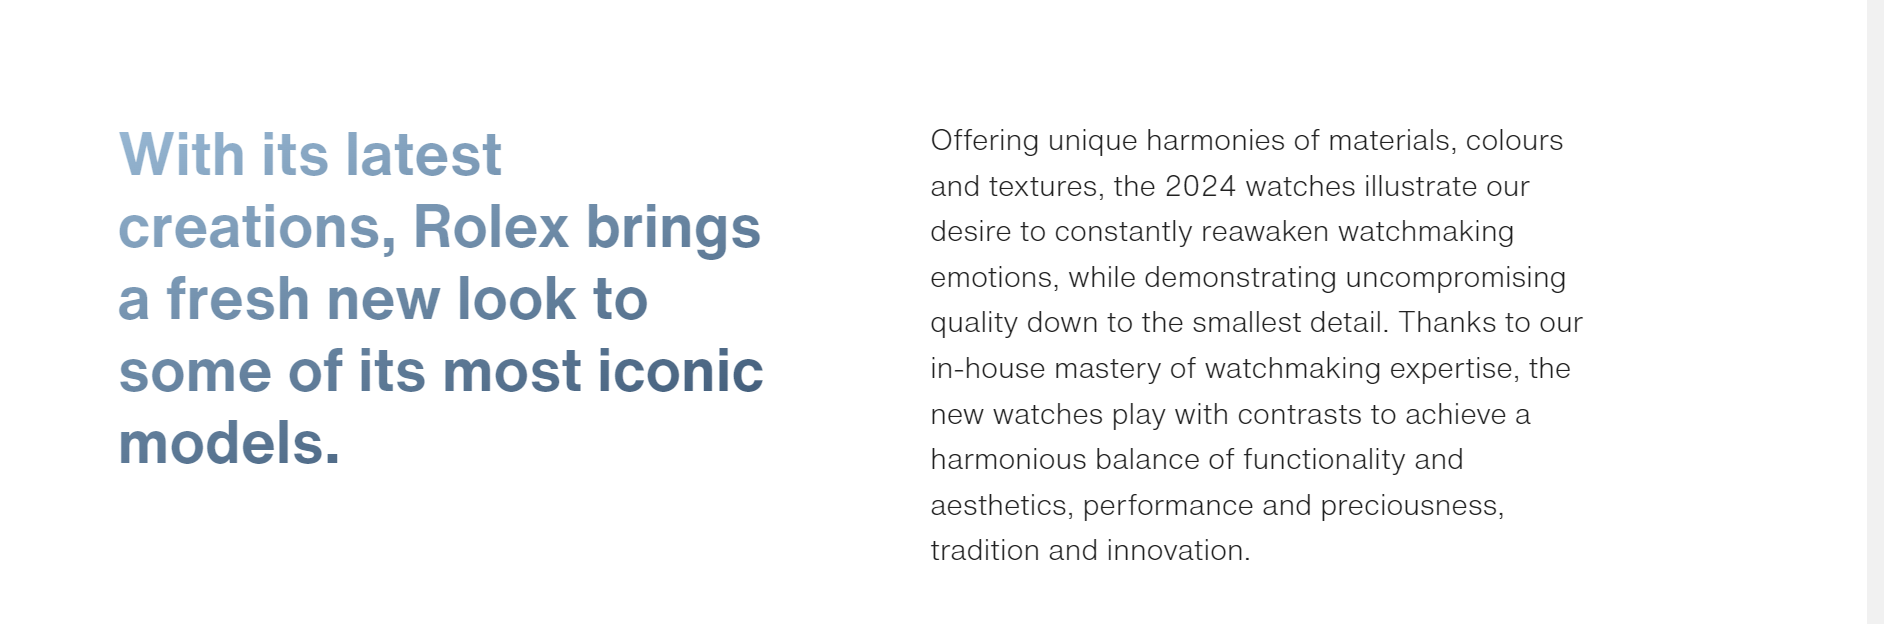 With its latest
creations, Rolex brings
a fresh new look to
some of its most iconic
models.
Offering unique harmonies of materials, colours
and textures, the 2024 watches illustrate our
desire to constantly reawaken watchmaking
emotions, while demonstrating uncompromising
quality down to the smallest detail. Thanks to our
in-house mastery of watchmaking expertise, the
new watches play with contrasts to achieve a
harmonious balance of functionality and
aesthetics, performance and preciousness,
tradition and innovation.